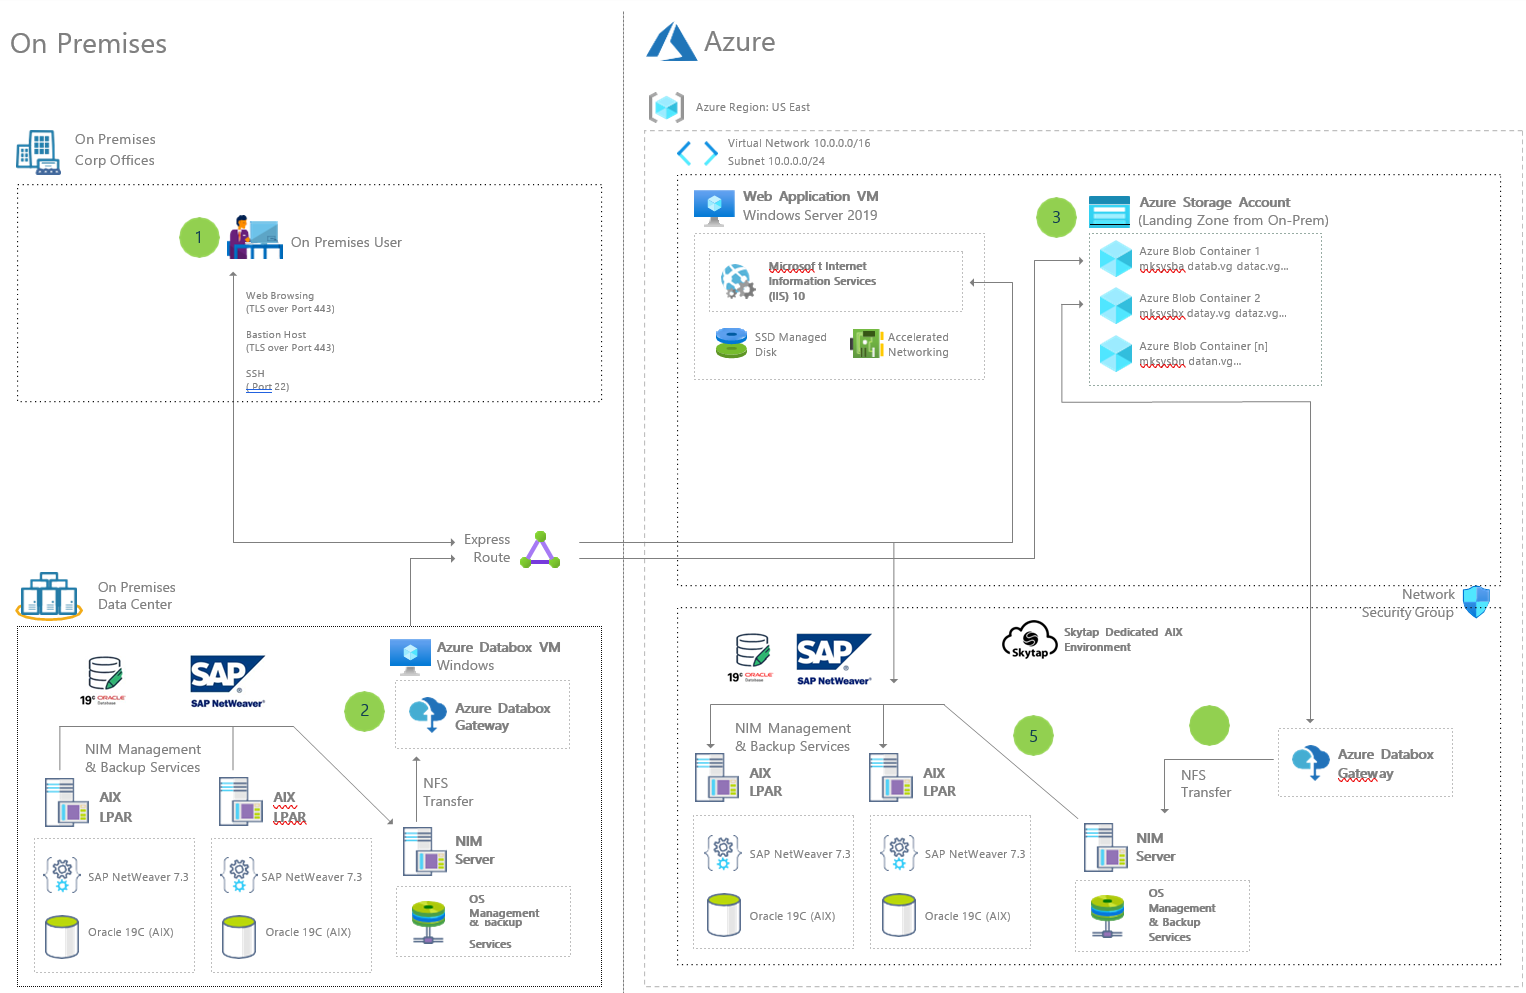 On Premises
Azure
Azure Region: US East
On Premises
Corp Offices
Virtual Network 10.0.0.0/16
Subnet 10.0.0.0/24
1
On Premises User
Web Browsing
(TLS over Port 443)
Bastion Host
(TLS over Port 443)
SSH
( Port 22)
Web Application VM
Windows Server 2019
Microsof t Internet
Information Services
(IIS) 10
SSD Managed
Disk
Accelerated
Networking
3
Azure Storage Account
(Landing Zone from On-Prem)
Azure Blob Container 1
mksysba datab.vg datac.vg...
Azure Blob Container 2
mksysbx datay.vg dataz.vg...
Azure Blob Container [n]
mksysbn datan.vg...
Express
Route
On Premises
Data Center
Network
Security Group
19c ORACLE
Database
SAP
SAP NetWeaver
Azure Databox VM
Windows
2
Azure Databox
Gateway
NIM Management
& Backup Services
AIX
LPAR
AIX
LPAR
NFS
Transfer
NIM
Server
SAP NetWeaver 7.3
Oracle 19C (AIX)
SAP NetWeaver 7.3
Oracle 19C (AIX)
OS
Management
& Backup
Services
19c ORACLE
Database
SAP
SAP NetWeaver
Skytap
Skytap Dedicated AIX
Environment
NIM Management
& Backup Services
5
AIX
LPAR
AIX
LPAR
NFS
Transfer
Azure Databox
Gateway
NIM
Server
SAP NetWeaver 7.3
Oracle 19C (AIX)
SAP NetWeaver 7.3
Oracle 19C (AIX)
OS
Management
& Backup
Services